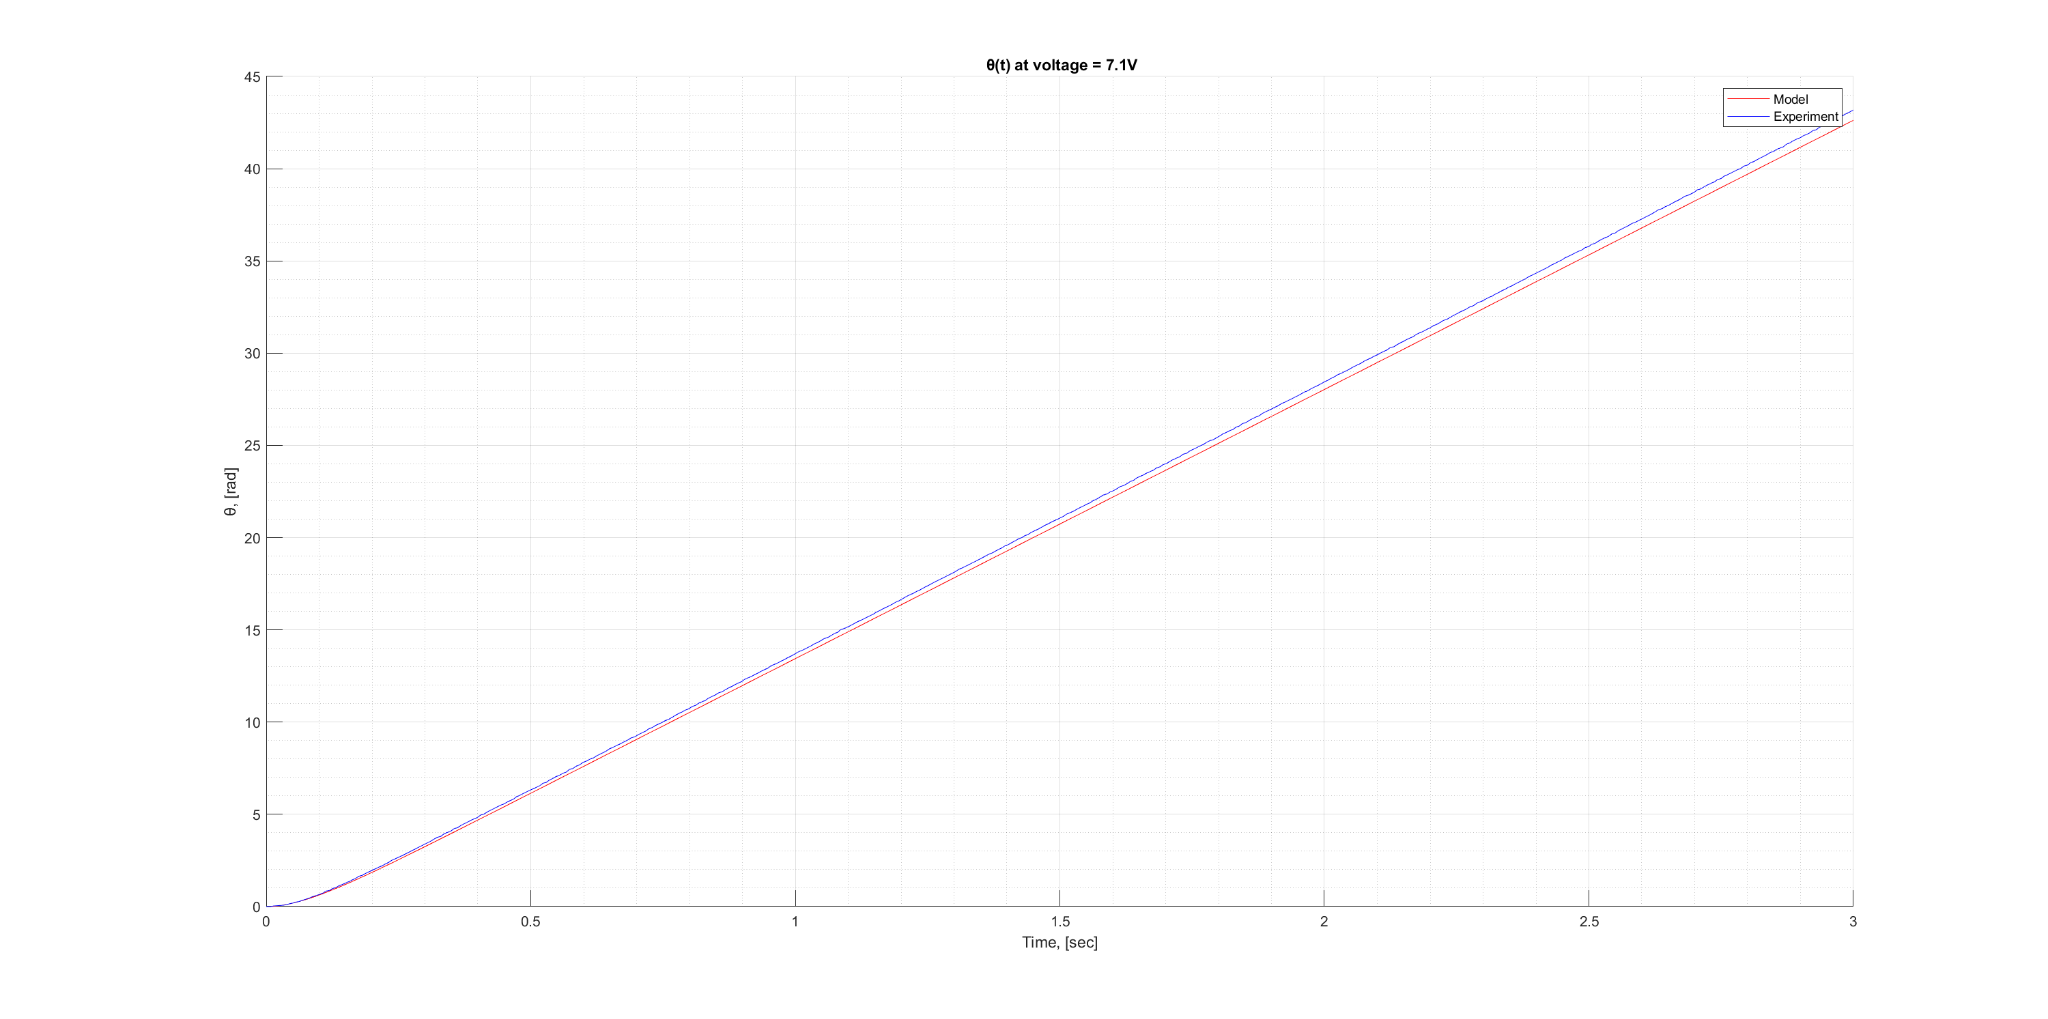 θ(t) at voltage = 7.1V
Model
Experiment
45
40
35
30
25
20
15
10
5
0
θ, [rad]
0 0.5 1 1.5 2 2.5 3
Time, [sec]